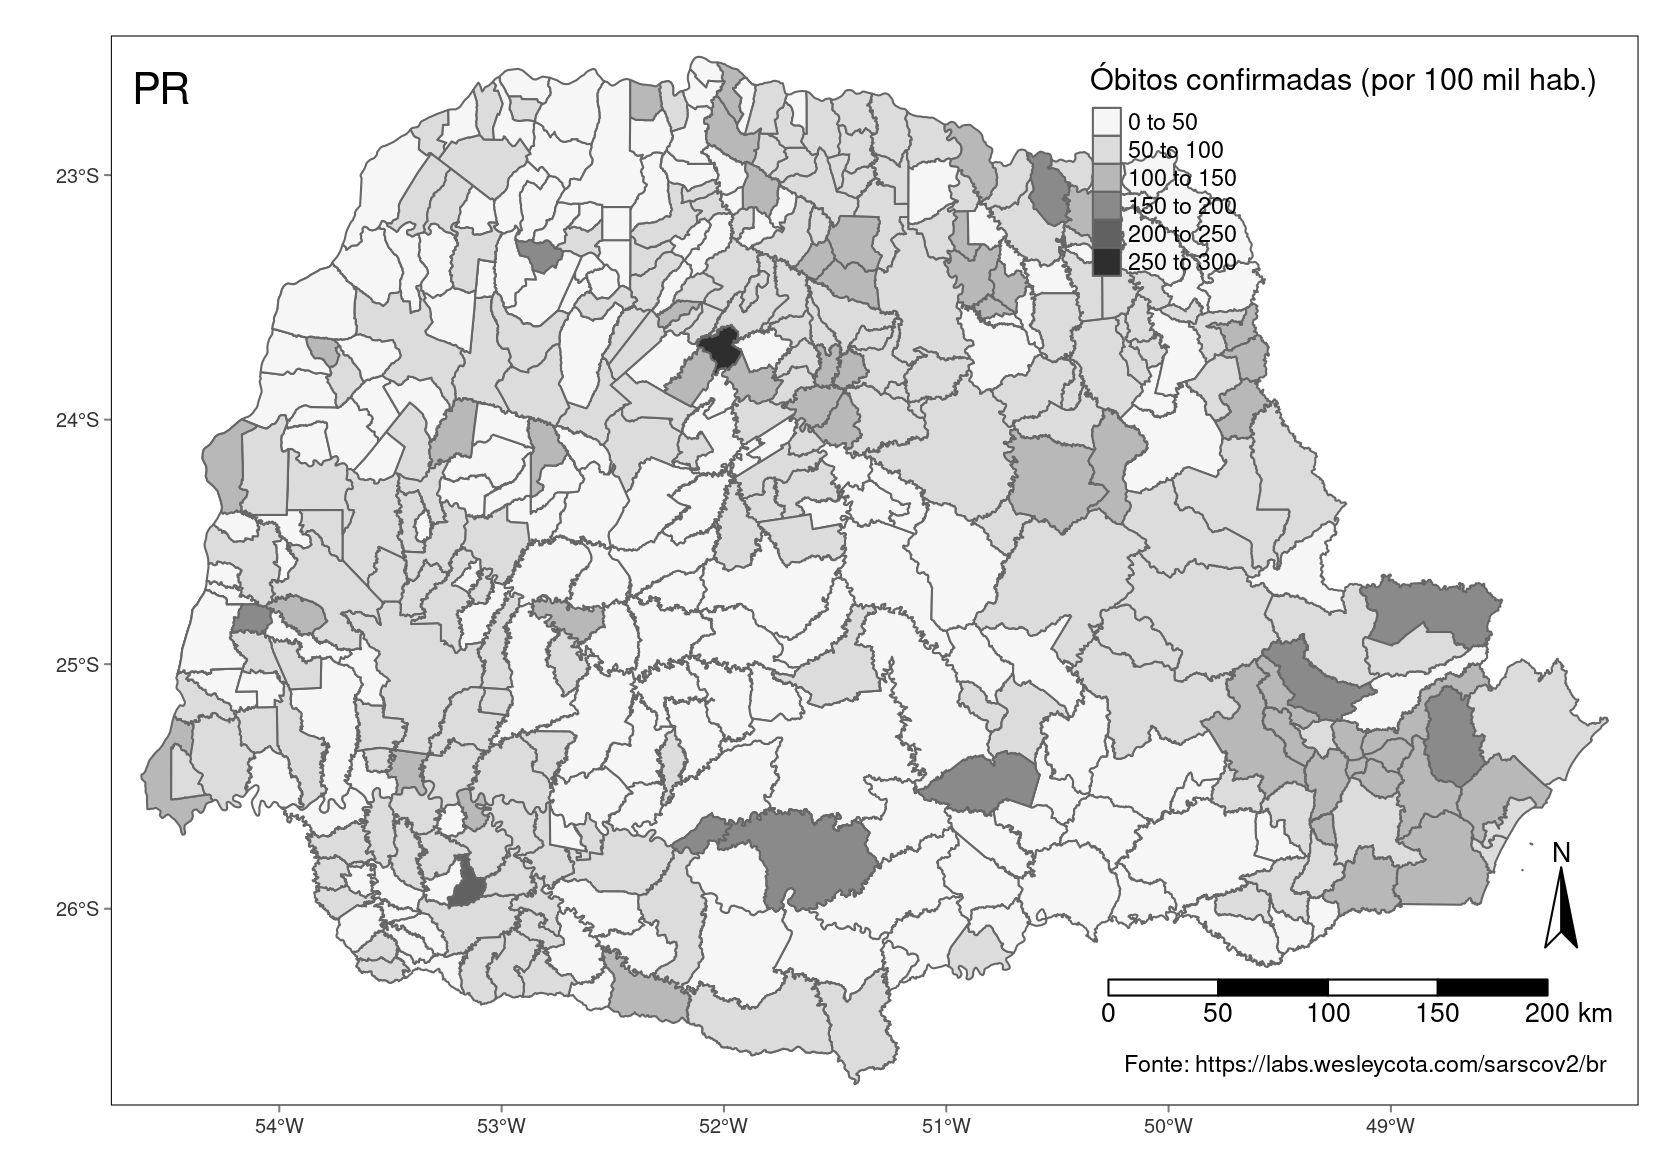 PR
Óbitos confirmadas (por 100 mil hab.)
0 to 50
50 to 100
100 to 150
150 to 200
200 to 250
250 to 300
23°S
24°S
25°S
26°S
N
0 50 100 150 200 km
Fonte: https://labs.wesleycota.com/sarscov2/br
54°W 53°W 52°W 51°W 50°W 49°W